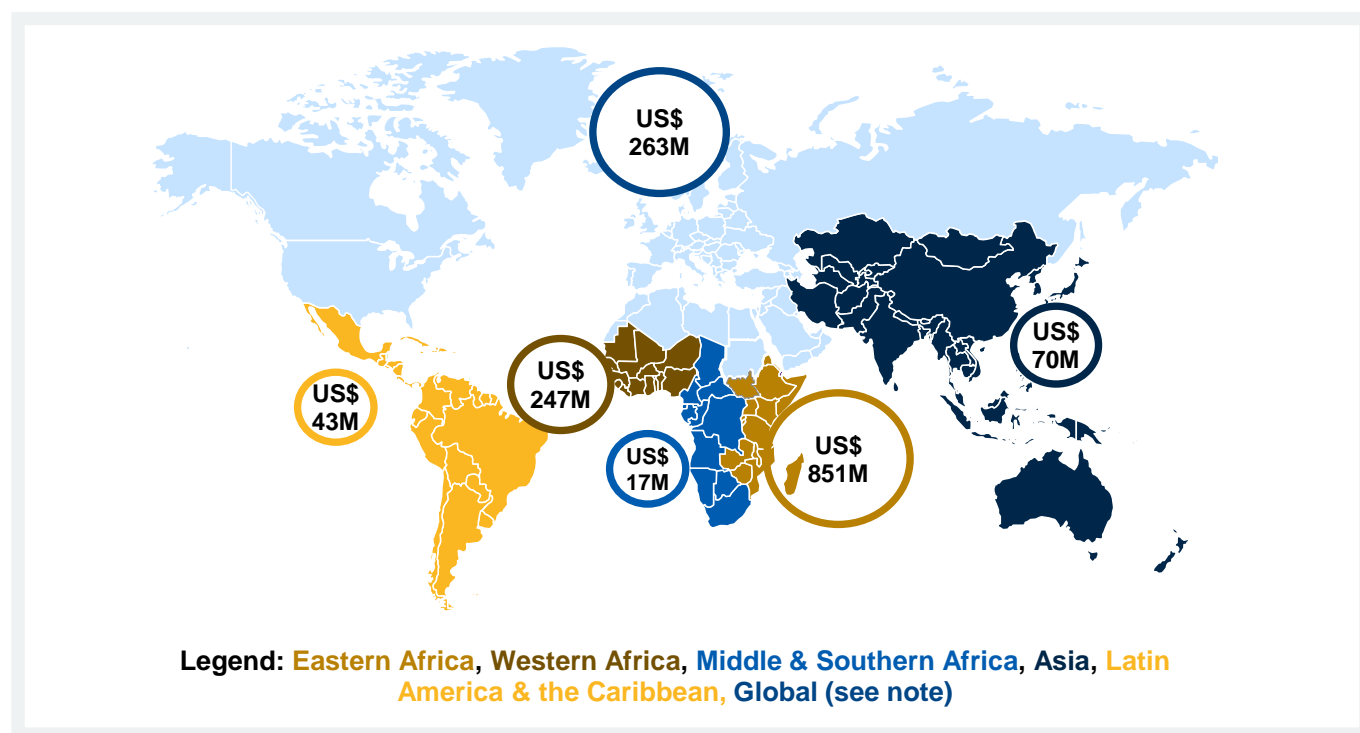 US$
263M
US$
70M
US$
247M
US$
43M
US$
851M
US$
17M
Legend: Eastern Africa, Western Africa, Middle & Southern Africa, Asia, Latin
America & the Caribbean, Global (see note)